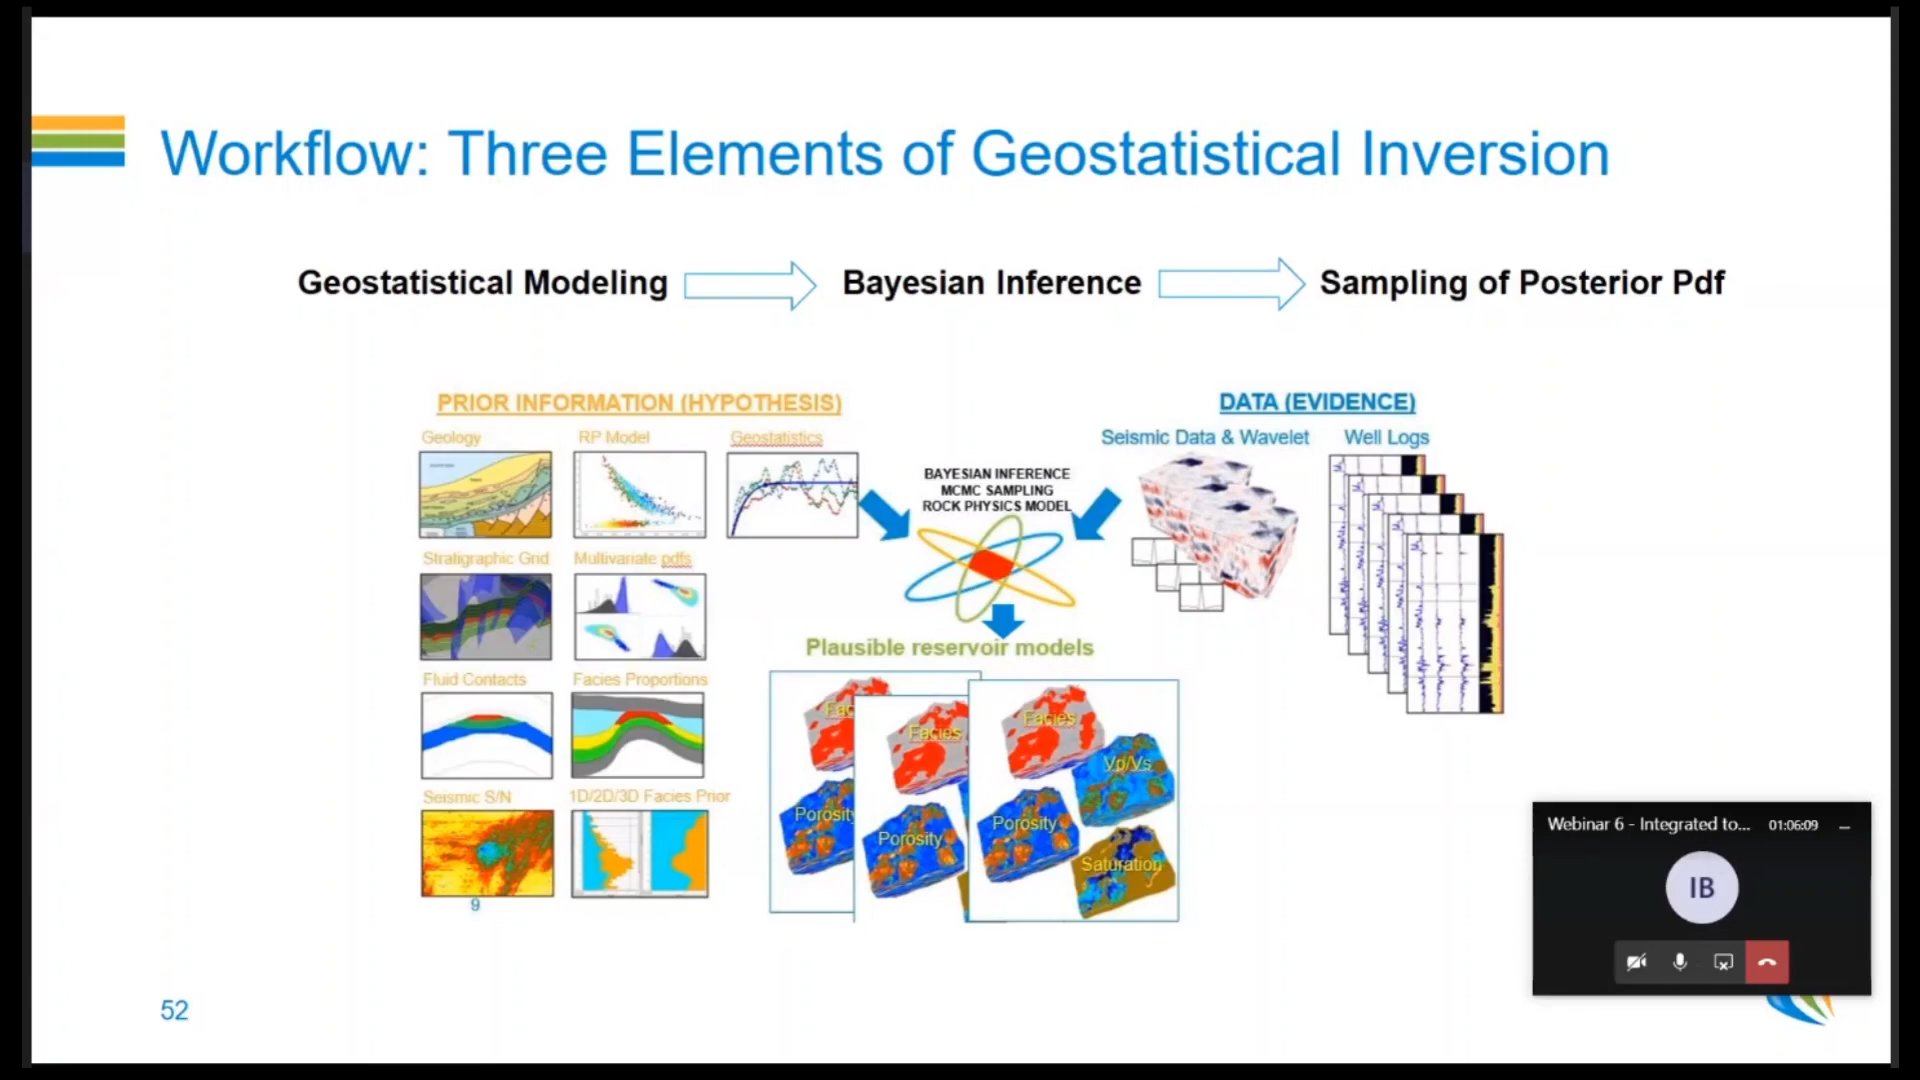 Workflow: Three Elements of Geostatistical Inversion
Geostatistical Modeling
Bayesian Inference
Sampling of Posterior Pdf
PRIOR INFORMATION (HYPOTHESIS)
Geology
RP Model
Geostatistics
Stratigraphic Grid
Multivariate pdfs
Fluid Contacts
Facies Proportions
Seismic S/N
1D/2D/3D Facies Prior
9
BAYESIAN INFERENCE
MCMC SAMPLING
ROCK PHYSICS MODEL
DATA (EVIDENCE)
Seismic Data & Wavelet
Well Logs
Plausible reservoir models
Fac
Facies
Facies
Vp/Vs
Porosity
Porosity
Porosity
Saturation
Webinar 6 - Integrated to...
01:06:09
IB
52